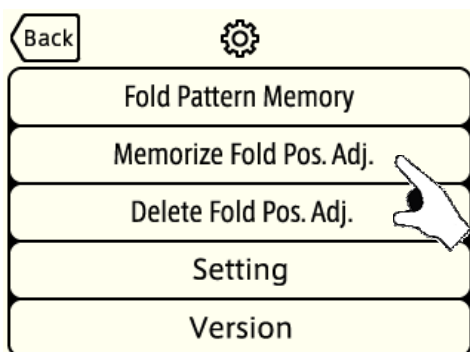 Back
Fold Pattern Memory
Memorize Fold Pos. Adj.
Delete Fold Pos. Adj.
Setting
Version